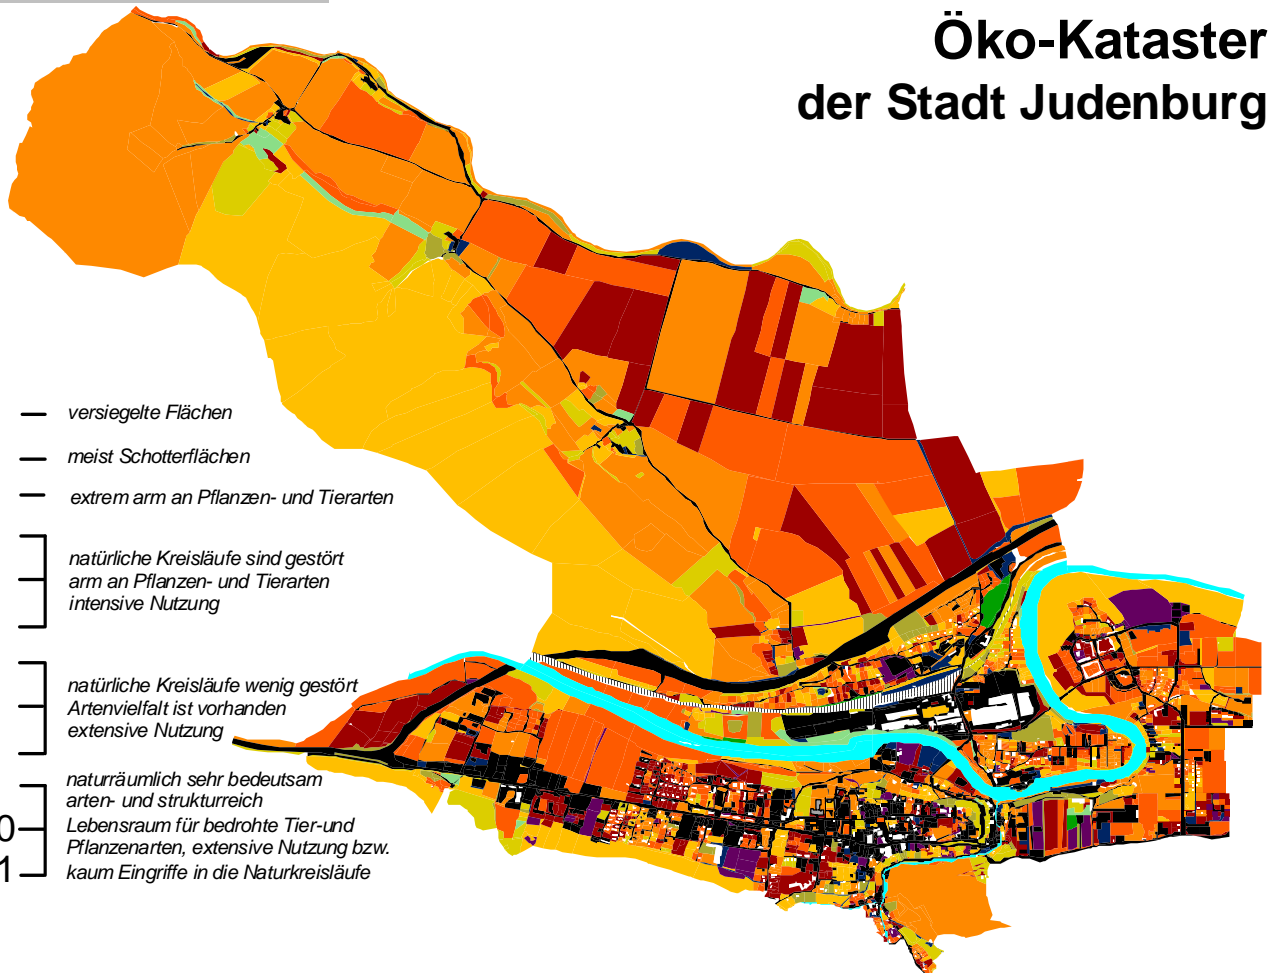 Öko-Kataster
der Stadt Judenburg
versiegelte Flächen
meist Schotterflächen
extrem arm an Pflanzen- und Tierarten
natürliche Kreisläufe sind gestört
arm an Pflanzen- und Tierarten
intensive Nutzung
natürliche Kreisläufe wenig gestört
Artenvielfalt ist vorhanden
extensive Nutzung
naturräumlich sehr bedeutsam
arten- und strukturreich
0 Lebensraum für bedrohte Tier-und
Pflanzenarten, extensive Nutzung bzw.
1 kaum Eingriffe in die Naturkreisläufe